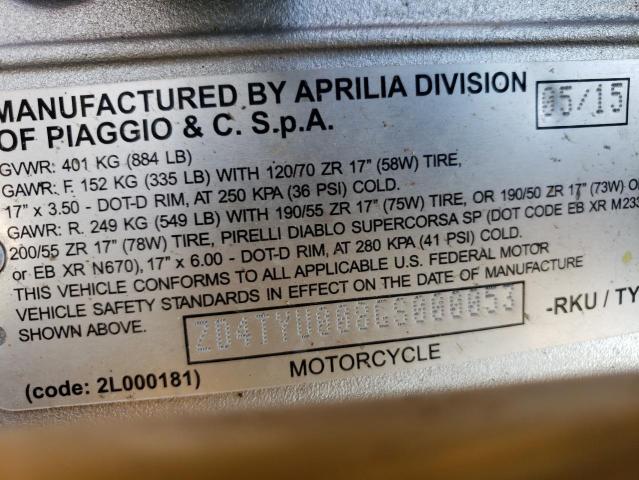 MANUFACTURED BY APRILIA DIVISION
OF PIAGGIO & C. S.p.A.
05/15
GVWR: 401 KG (884 LB)
GAWR: F. 152 KG (335 LB) WITH 120/70 ZR 17" (58W) TIRE,
17" x 3.50 - DOT-D RIM, AT 250 KPA (36 PSI) COLD.
GAWR: R. 249 KG (549 LB) WITH 190/55 ZR 17" (75W) TIRE, OR 190/50 ZR 17" (73W) O
200/55 ZR 17" (78W) TIRE, PIRELLI DIABLO SUPERCORSA SP (DOT CODE EB XR M233
or EB XR N670), 17" x 6.00 - DOT-D RIM, AT 280 KPA (41 PSI) COLD.
THIS VEHICLE CONFORMS TO ALL APPLICABLE U.S. FEDERAL MOTOR
VEHICLE SAFETY STANDARDS IN EFFECT ON THE DATE OF MANUFACTURE
SHOWN ABOVE.
ZD4TYU008GS000053
-RKU / TY
MOTORCYCLE
(code: 2L000181)